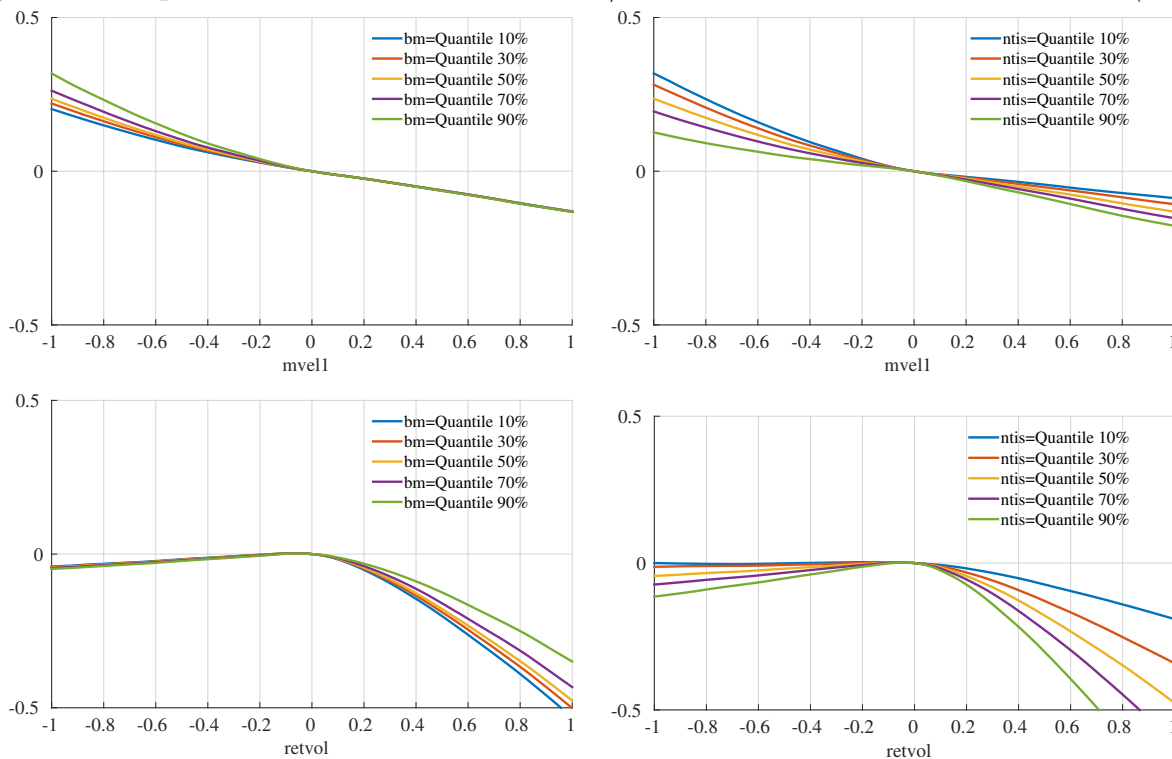 0.5
bm=Quantile 10%
bm=Quantile 30%
bm=Quantile 50%
bm=Quantile 70%
bm=Quantile 90%
0
-0.5
-1 -0.8 -0.6 -0.4 -0.2 0 0.2 0.4 0.6 0.8 1
mvel1
0.5
ntis=Quantile 10%
ntis=Quantile 30%
ntis=Quantile 50%
ntis=Quantile 70%
ntis=Quantile 90%
0
-0.5
-1 -0.8 -0.6 -0.4 -0.2 0 0.2 0.4 0.6 0.8 1
mvel1
0.5
bm=Quantile 10%
bm=Quantile 30%
bm=Quantile 50%
bm=Quantile 70%
bm=Quantile 90%
0
-0.5
-1 -0.8 -0.6 -0.4 -0.2 0 0.2 0.4 0.6 0.8 1
retvol
0.5
ntis=Quantile 10%
ntis=Quantile 30%
ntis=Quantile 50%
ntis=Quantile 70%
ntis=Quantile 90%
0
-0.5
-1 -0.8 -0.6 -0.4 -0.2 0 0.2 0.4 0.6 0.8 1
retvol